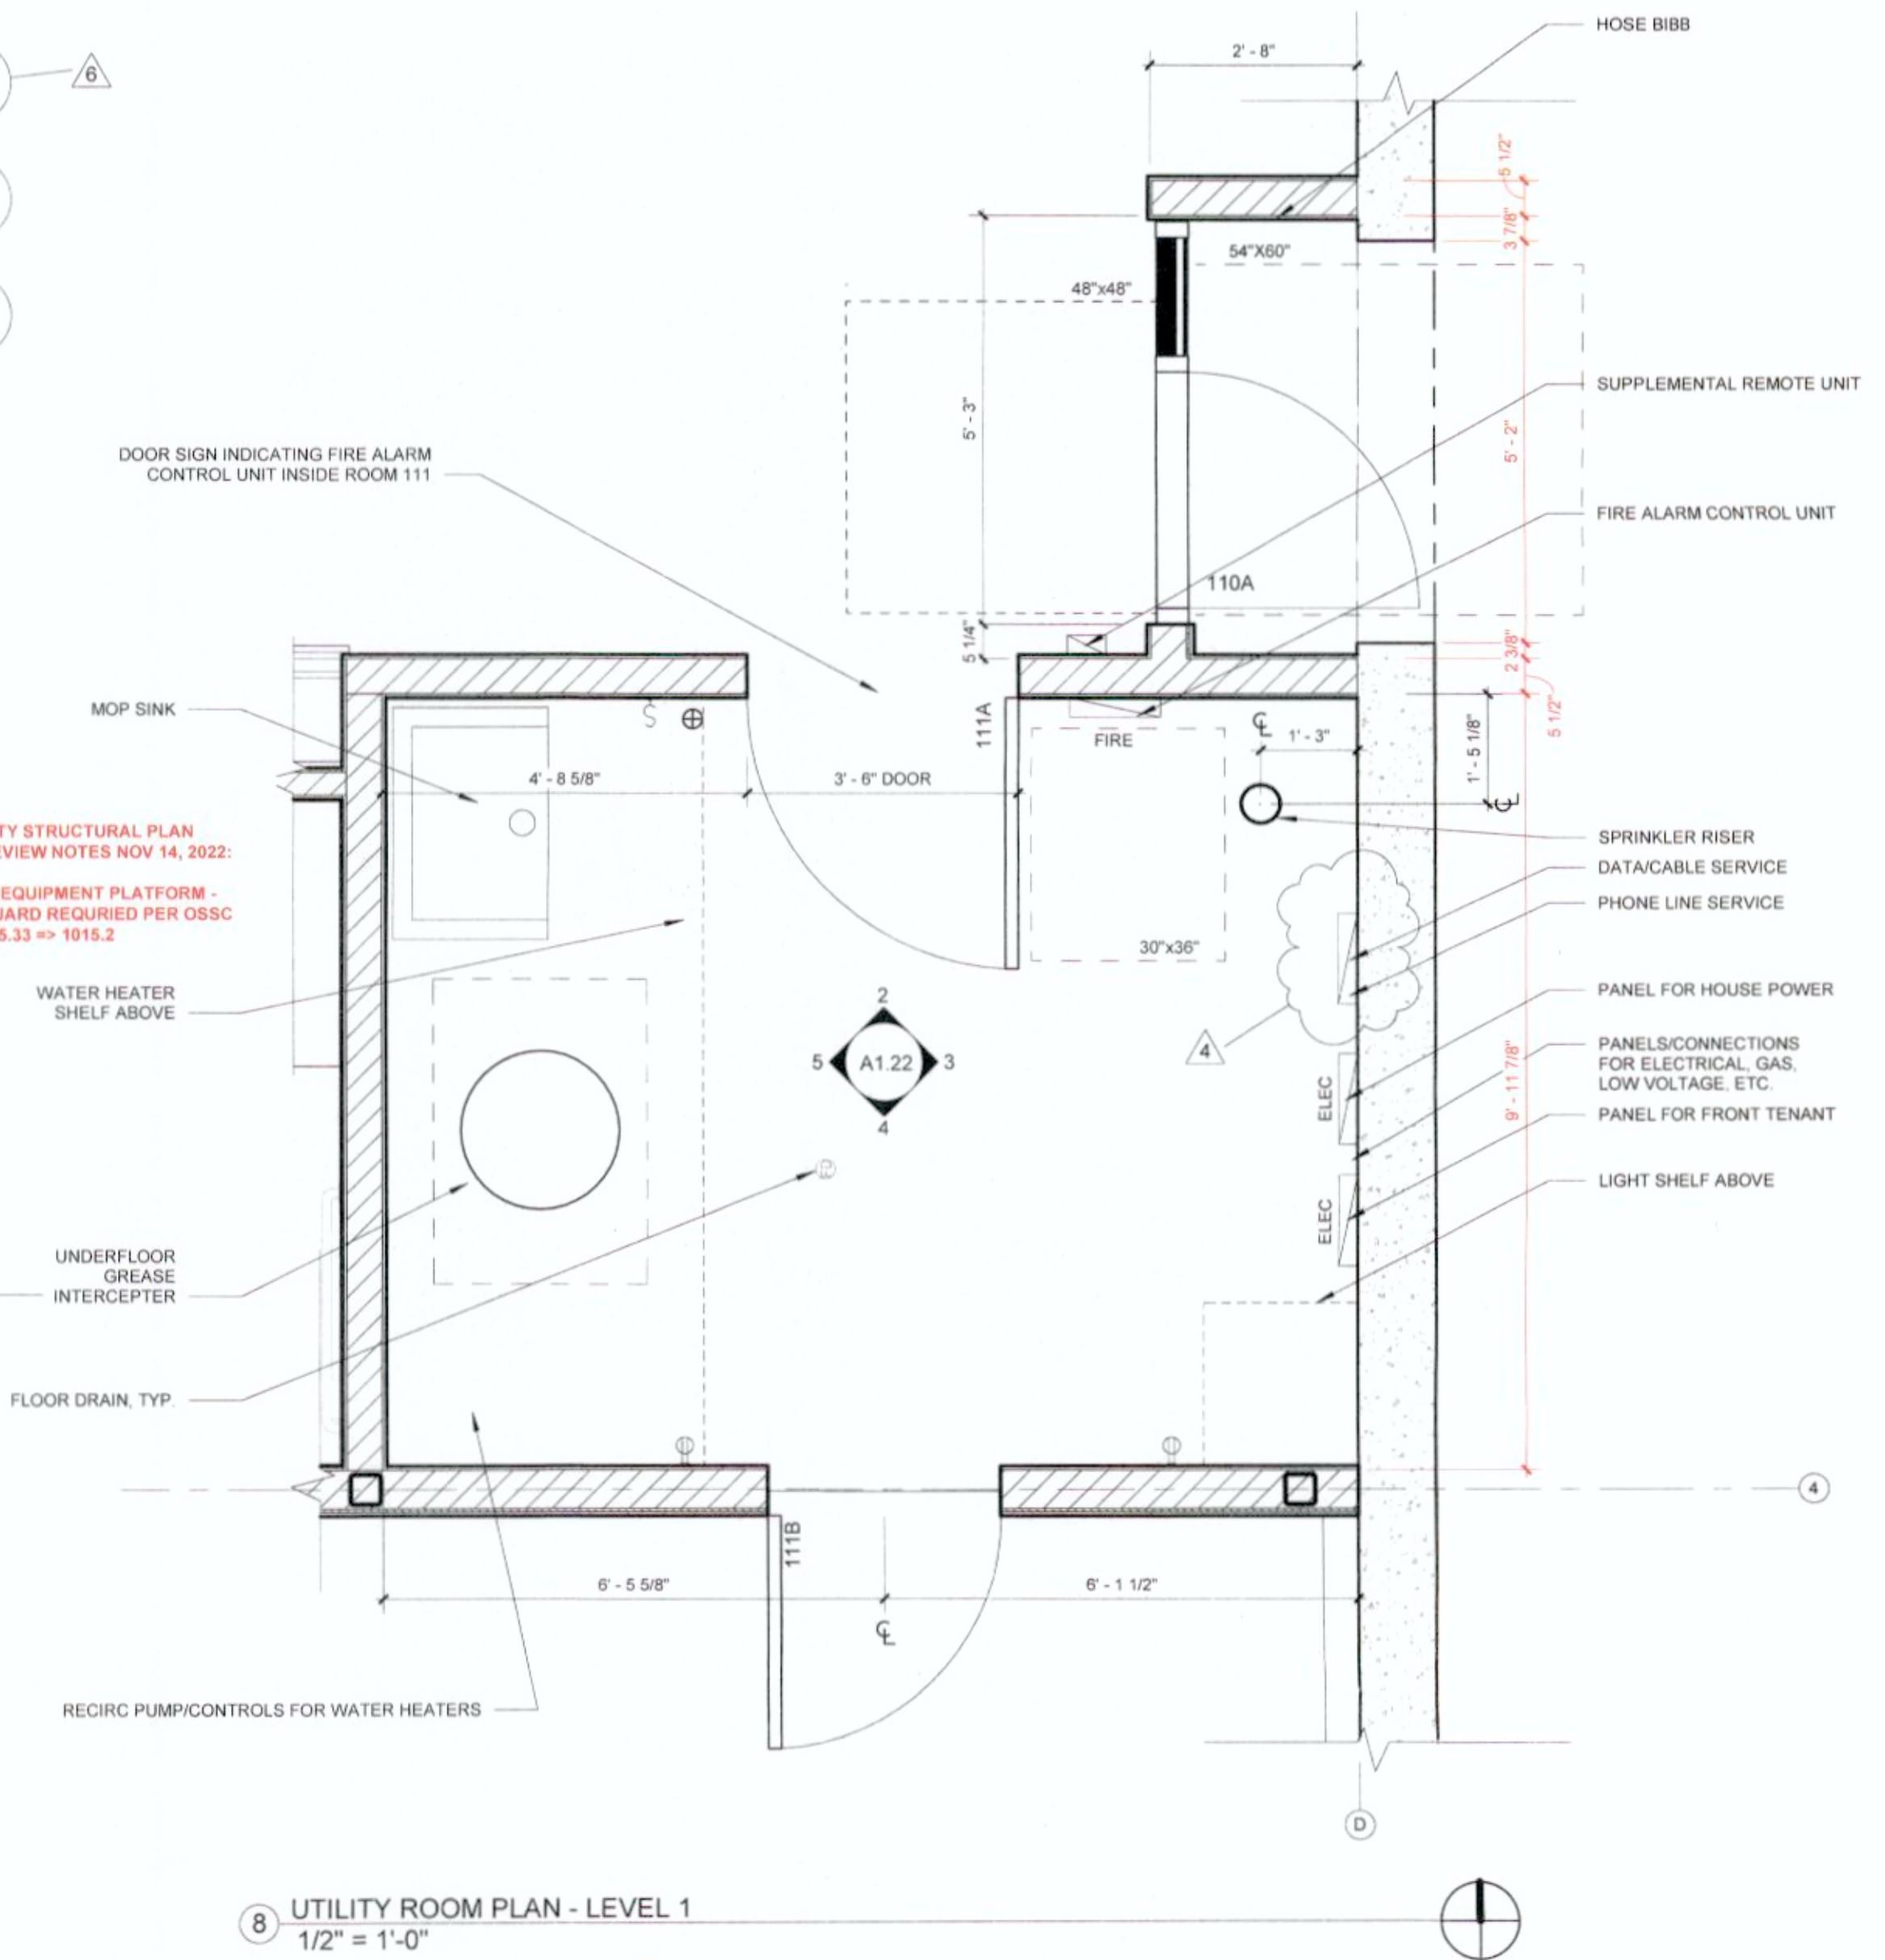 6
2' - 8"
HOSE BIBB
5 1/2"
3 7/8"
54"X60"
48"x48"
5' - 3"
5' - 2"
SUPPLEMENTAL REMOTE UNIT
DOOR SIGN INDICATING FIRE ALARM
CONTROL UNIT INSIDE ROOM 111
FIRE ALARM CONTROL UNIT
110A
5 1/4"
2 3/8"
5 1/2"
MOP SINK
S
111A
FIRE
℄
1' - 3"
1' - 5 1/8"
℄
4' - 8 5/8"
3' - 6" DOOR
TY STRUCTURAL PLAN
EVIEW NOTES NOV 14, 2022:
EQUIPMENT PLATFORM -
UARD REQURIED PER OSSC
5.33 => 1015.2
SPRINKLER RISER
DATA/CABLE SERVICE
PHONE LINE SERVICE
30"x36"
WATER HEATER
SHELF ABOVE
PANEL FOR HOUSE POWER
2
5
A1.22
3
4
4
ELEC
PANELS/CONNECTIONS
FOR ELECTRICAL, GAS,
LOW VOLTAGE, ETC.
9' - 11 7/8"
PANEL FOR FRONT TENANT
FD
ELEC
LIGHT SHELF ABOVE
UNDERFLOOR
GREASE
INTERCEPTER
FLOOR DRAIN, TYP.
4
111B
6' - 5 5/8"
6' - 1 1/2"
℄
RECIRC PUMP/CONTROLS FOR WATER HEATERS
D
8
UTILITY ROOM PLAN - LEVEL 1
1/2" = 1'-0"